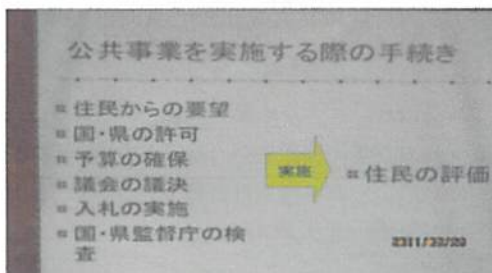 公共事業を実施する際の手続き
住民からの要望
国・県の許可
予算の確保
議会の議決
入札の実施
国・県監督庁の検
査
実施
住民の評価